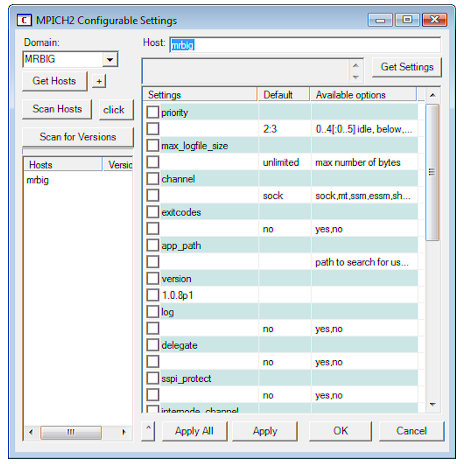 C MPICH2 Configurable Settings
Domain:
Host: mrbig
MRBIG
Get Settings
Get Hosts +
Scan Hosts click
Scan for Versions
Hosts Versic
mrbig
Settings Default Available options
priority
2:3 0..4[:0..5] idle, below,...
max_logfile_size
unlimited max number of bytes
channel
sock sock,mt,ssm,essm,sh...
exitcodes
no yes,no
app_path
path to search for us...
version
1.0.8p1
log
no yes,no
delegate
no yes,no
sspi_protect
no yes,no
internode_channel
^ Apply All Apply OK Cancel